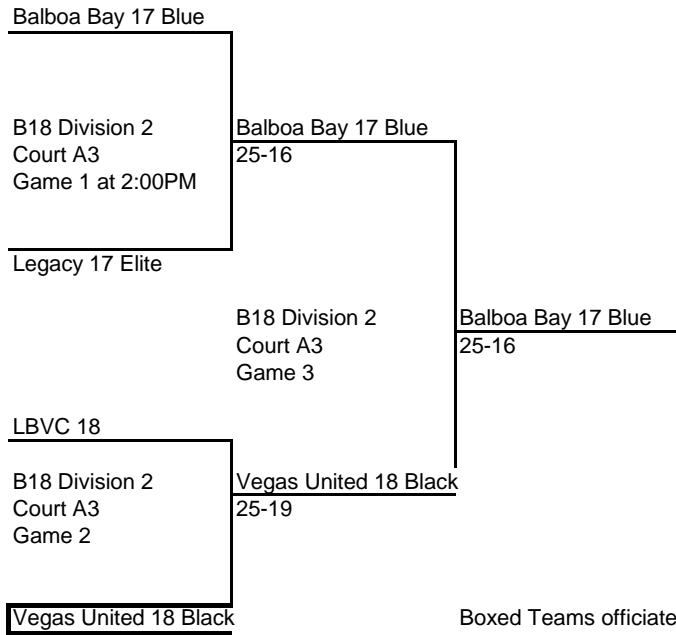 Balboa Bay 17 Blue
B18 Division 2
Court A3
Game 1 at 2:00PM
Balboa Bay 17 Blue
25-16
Legacy 17 Elite
B18 Division 2
Court A3
Game 3
Balboa Bay 17 Blue
25-16
LBVC 18
B18 Division 2
Court A3
Game 2
Vegas United 18 Black
25-19
Vegas United 18 Black
Boxed Teams officiate